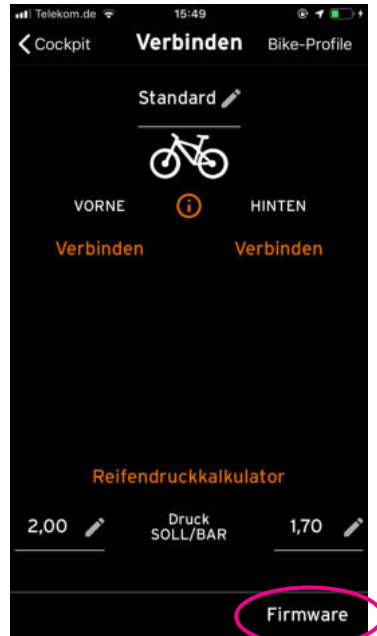 Telekom.de 15:49
Cockpit Verbinden Bike-Profile
Standard
VORNE HINTEN
Verbinden Verbinden
Reifendruckkalkulator
2,00 Druck SOLL/BAR 1,70
Firmware